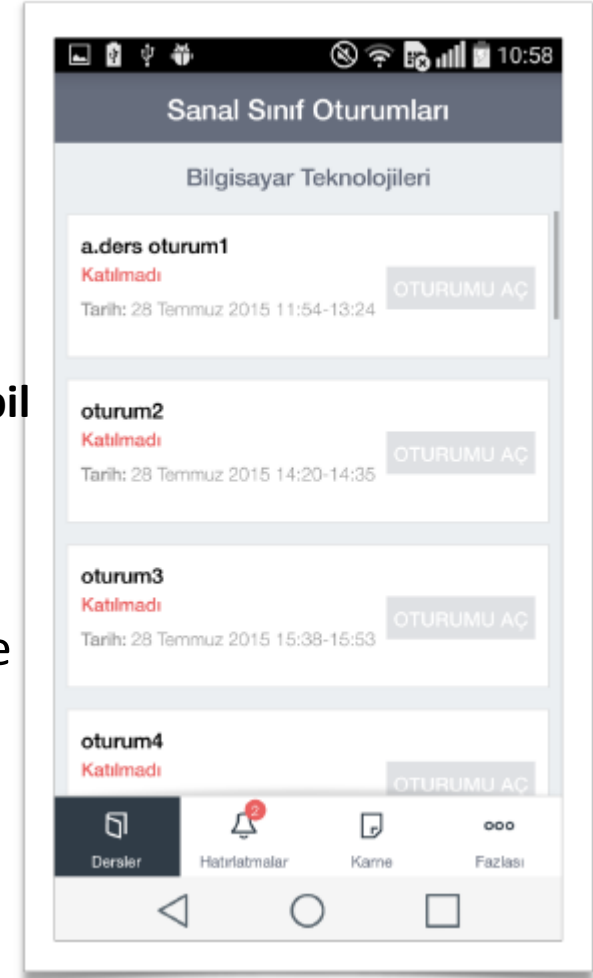 10:58
Sanal Sınıf Oturumları
Bilgisayar Teknolojileri
a.ders oturum1
Katılmadı
OTURUMU AÇ
Tarih: 28 Temmuz 2015 11:54-13:24
bil
oturum2
Katılmadı
OTURUMU AÇ
Tarih: 28 Temmuz 2015 14:20-14:35
oturum3
Katılmadı
OTURUMU AÇ
e
Tarih: 28 Temmuz 2015 15:38-15:53
oturum4
Katılmadı
OTURUMU AÇ
2
Dersler Hatırlatmalar Karne Fazlası